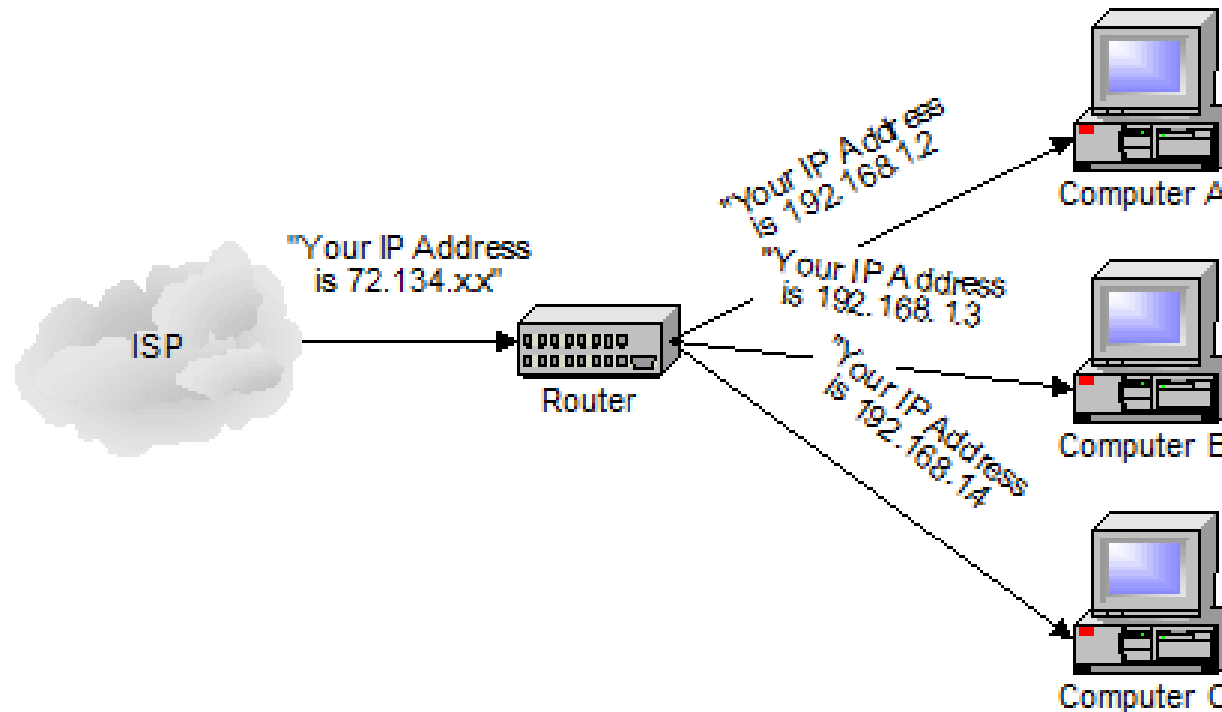 "Your IP Address
is 72.134.x.x"
ISP
Router
"Your IP Address
is 192.168.1.2
"Your IP Address
is 192.168.1.3
"Your IP Address
is 192.168.1.4
Computer A
Computer B
Computer C